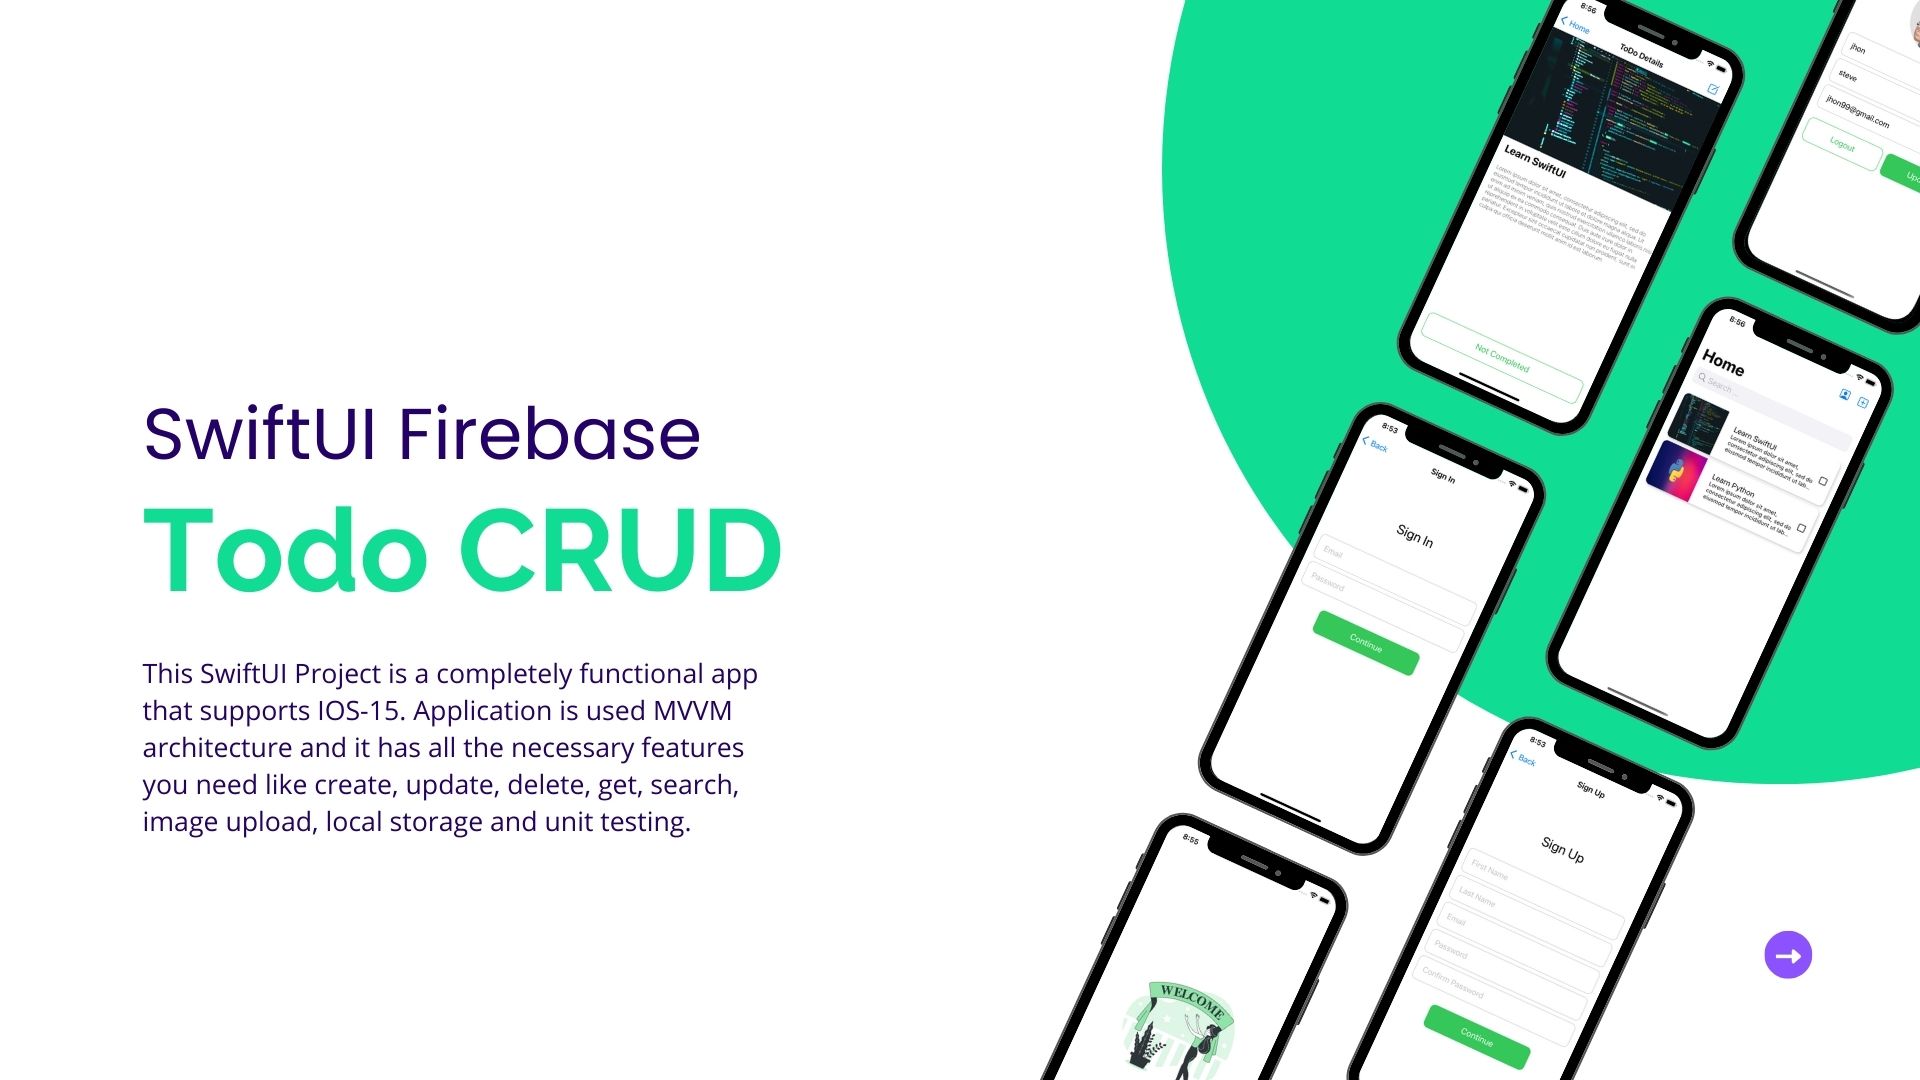 SwiftUI Firebase
Todo CRUD
This SwiftUI Project is a completely functional app
that supports IOS-15. Application is used MVVM
architecture and it has all the necessary features
you need like create, update, delete, get, search,
image upload, local storage and unit testing.
8:56
Home
ToDo Details
Learn SwiftUI
Not Completed
jhon
steve
jhon99@gmail.com
Logout
8:56
Home
Search ...
Learn SwiftUI
Lorem ipsum dolor sit amet,
consectetur adipiscing elit, sed do
eiusmod tempor incididunt ut lab...
Learn Python
Lorem ipsum dolor sit amet,
consectetur adipiscing elit, sed do
eiusmod tempor incididunt ut lab...
8:53
Back
Sign In
Sign In
Email
Password
Continue
8:53
Back
Sign Up
Sign Up
First Name
Last Name
Email
Password
Confirm Password
Continue
8:55
WELCOME